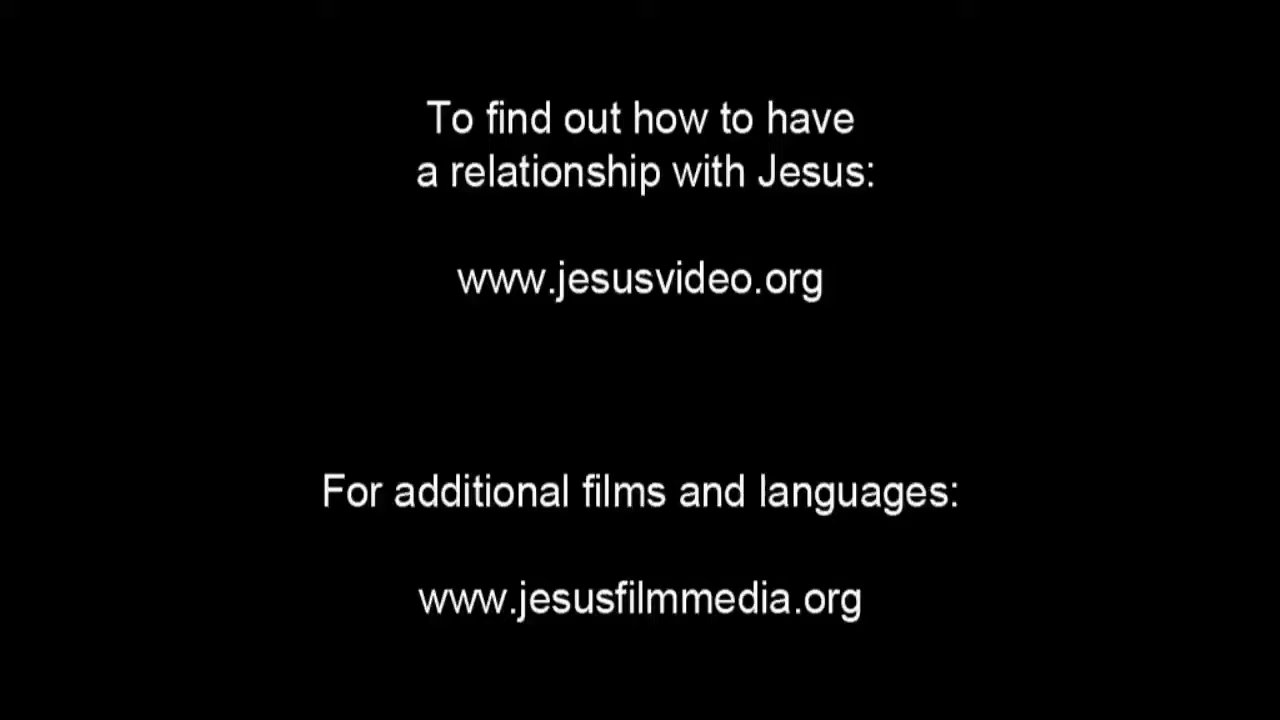 To find out how to have
a relationship with Jesus:
www.jesusvideo.org
For additional films and languages:
www.jesusfilmmedia.org